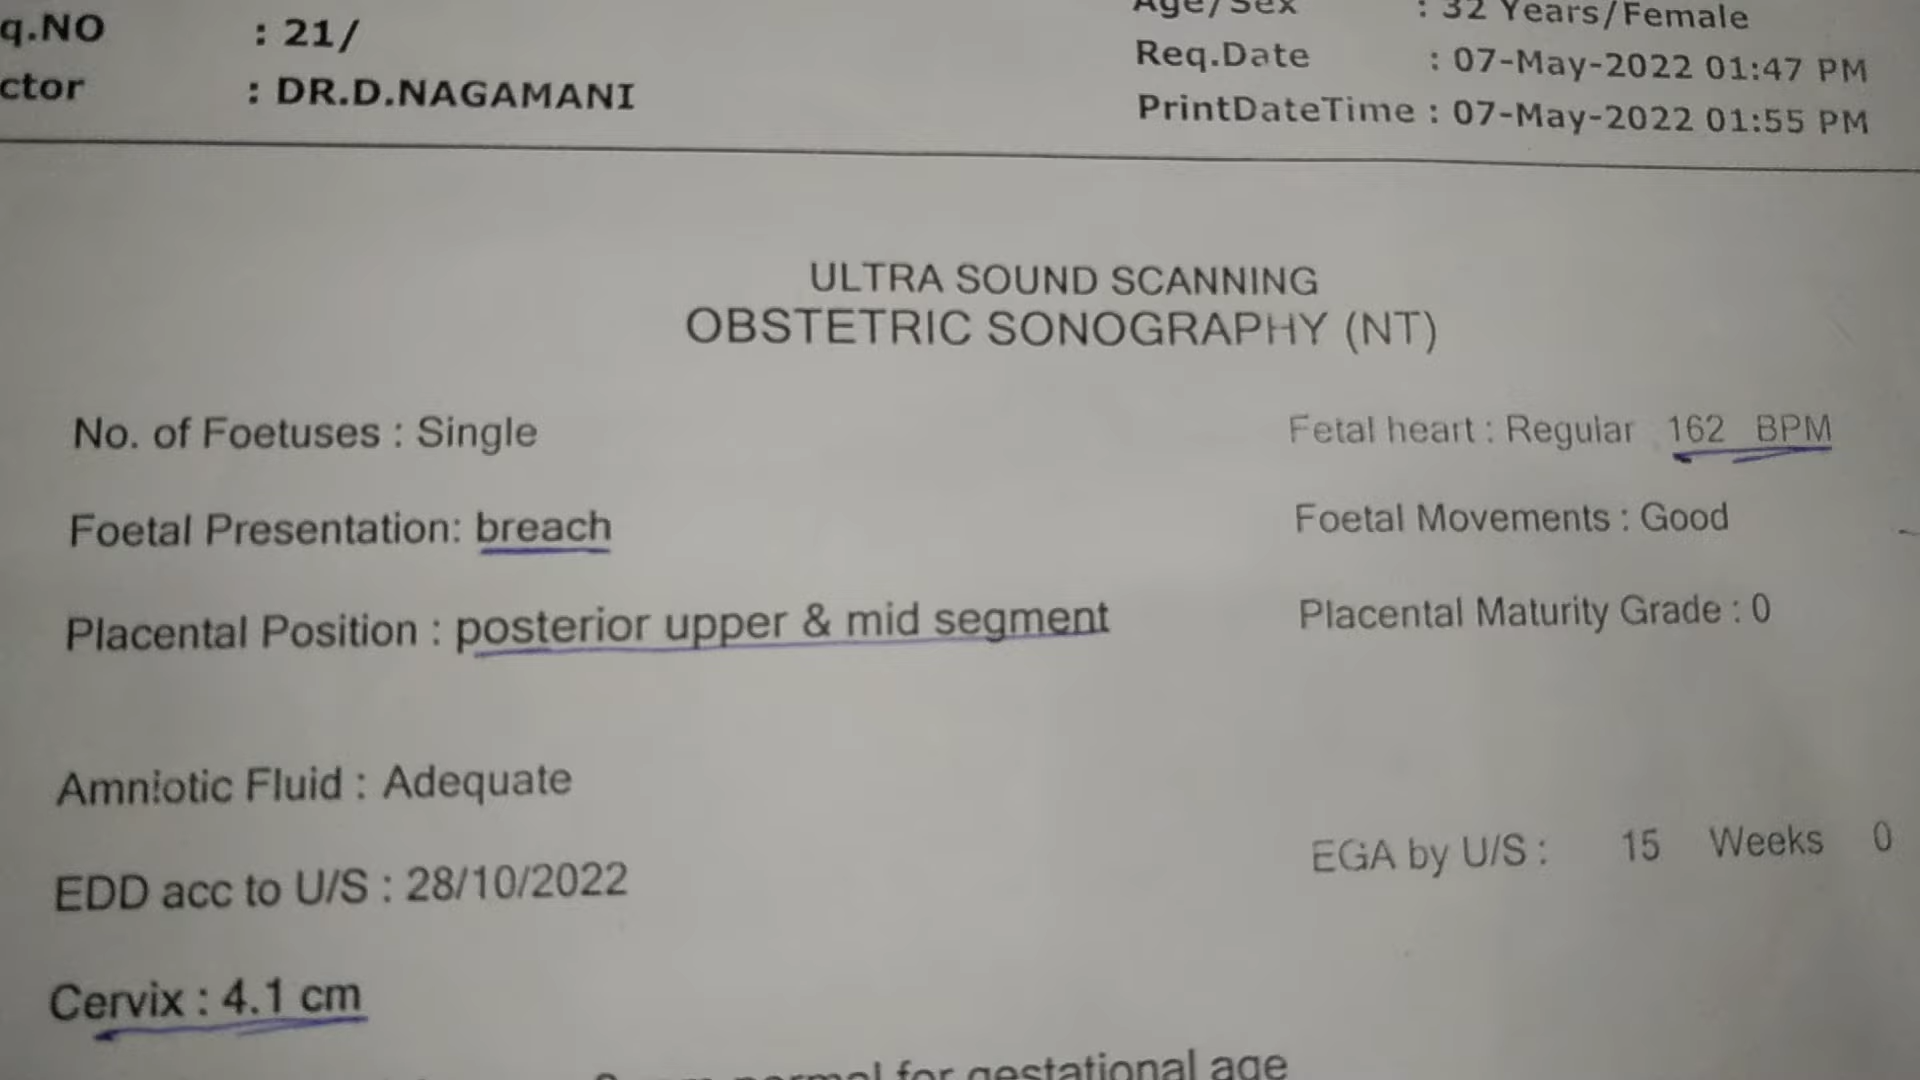 q.NO : 21/
Age/Sex : 32 Years/Female
ctor : DR.D.NAGAMANI
Req.Date : 07-May-2022 01:47 PM
PrintDateTime : 07-May-2022 01:55 PM
ULTRA SOUND SCANNING
OBSTETRIC SONOGRAPHY (NT)
No. of Foetuses : Single
Fetal heart : Regular 162 BPM
Foetal Presentation: breach
Foetal Movements : Good
Placental Position : posterior upper & mid segment
Placental Maturity Grade : 0
Amniotic Fluid : Adequate
EGA by U/S : 15 Weeks 0
EDD acc to U/S : 28/10/2022
Cervix : 4.1 cm
normal for gestational age